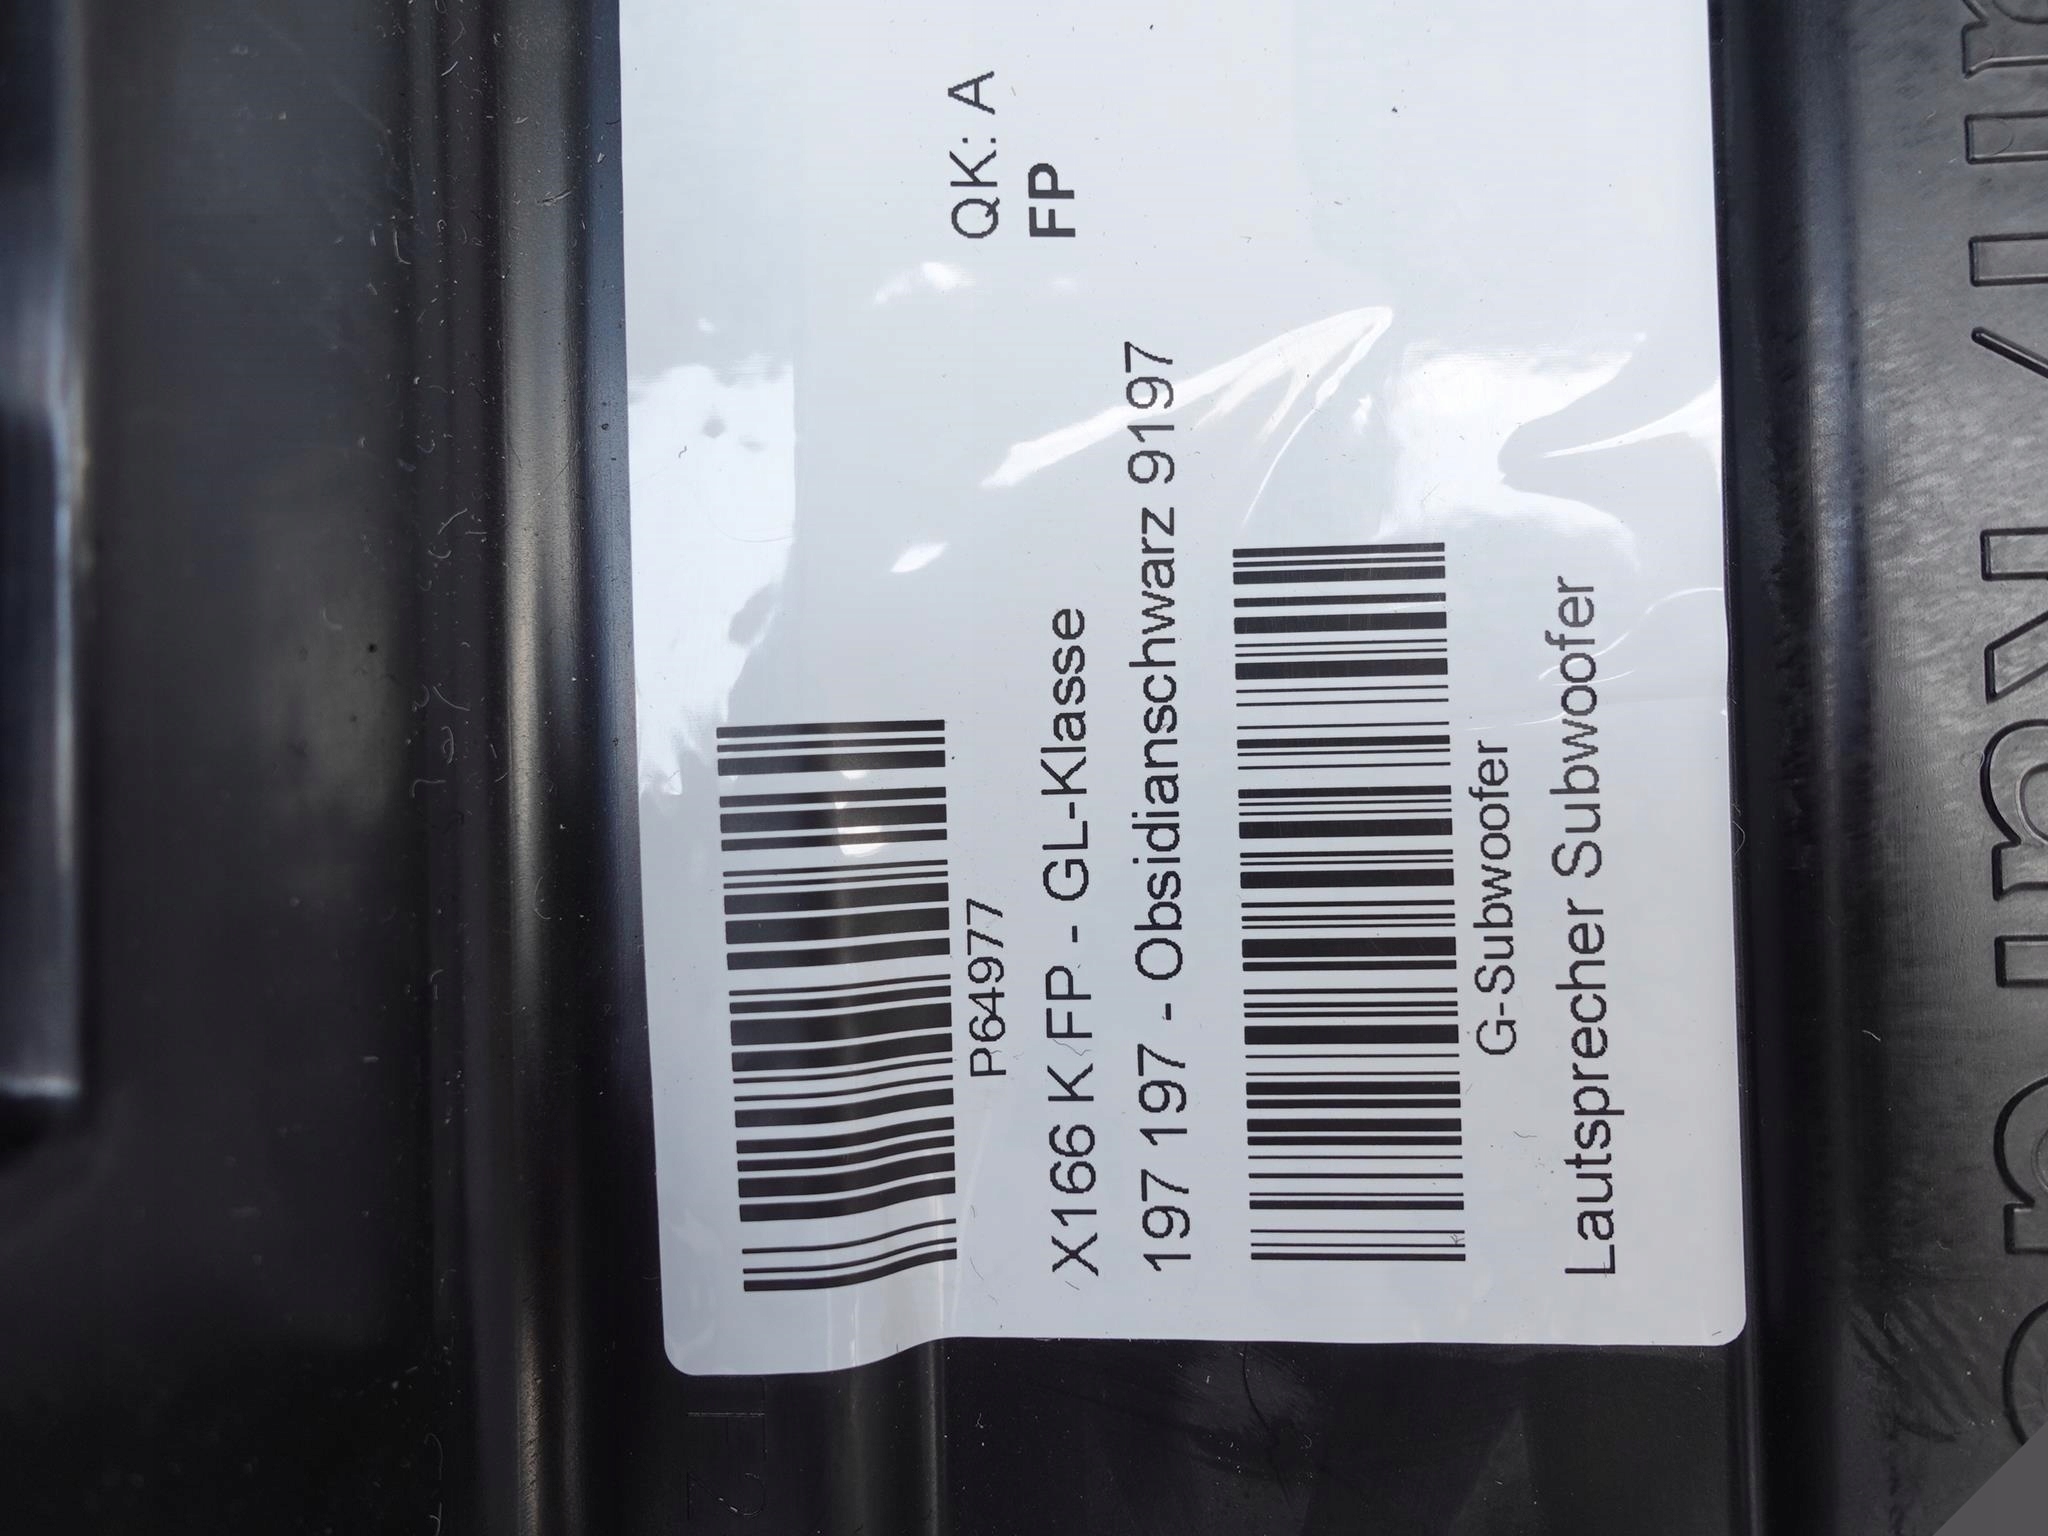 P64977
QK: A
X166 K FP - GL-Klasse
FP
197 197 - Obsidianschwarz 9197
G-Subwoofer
Lautsprecher Subwoofer